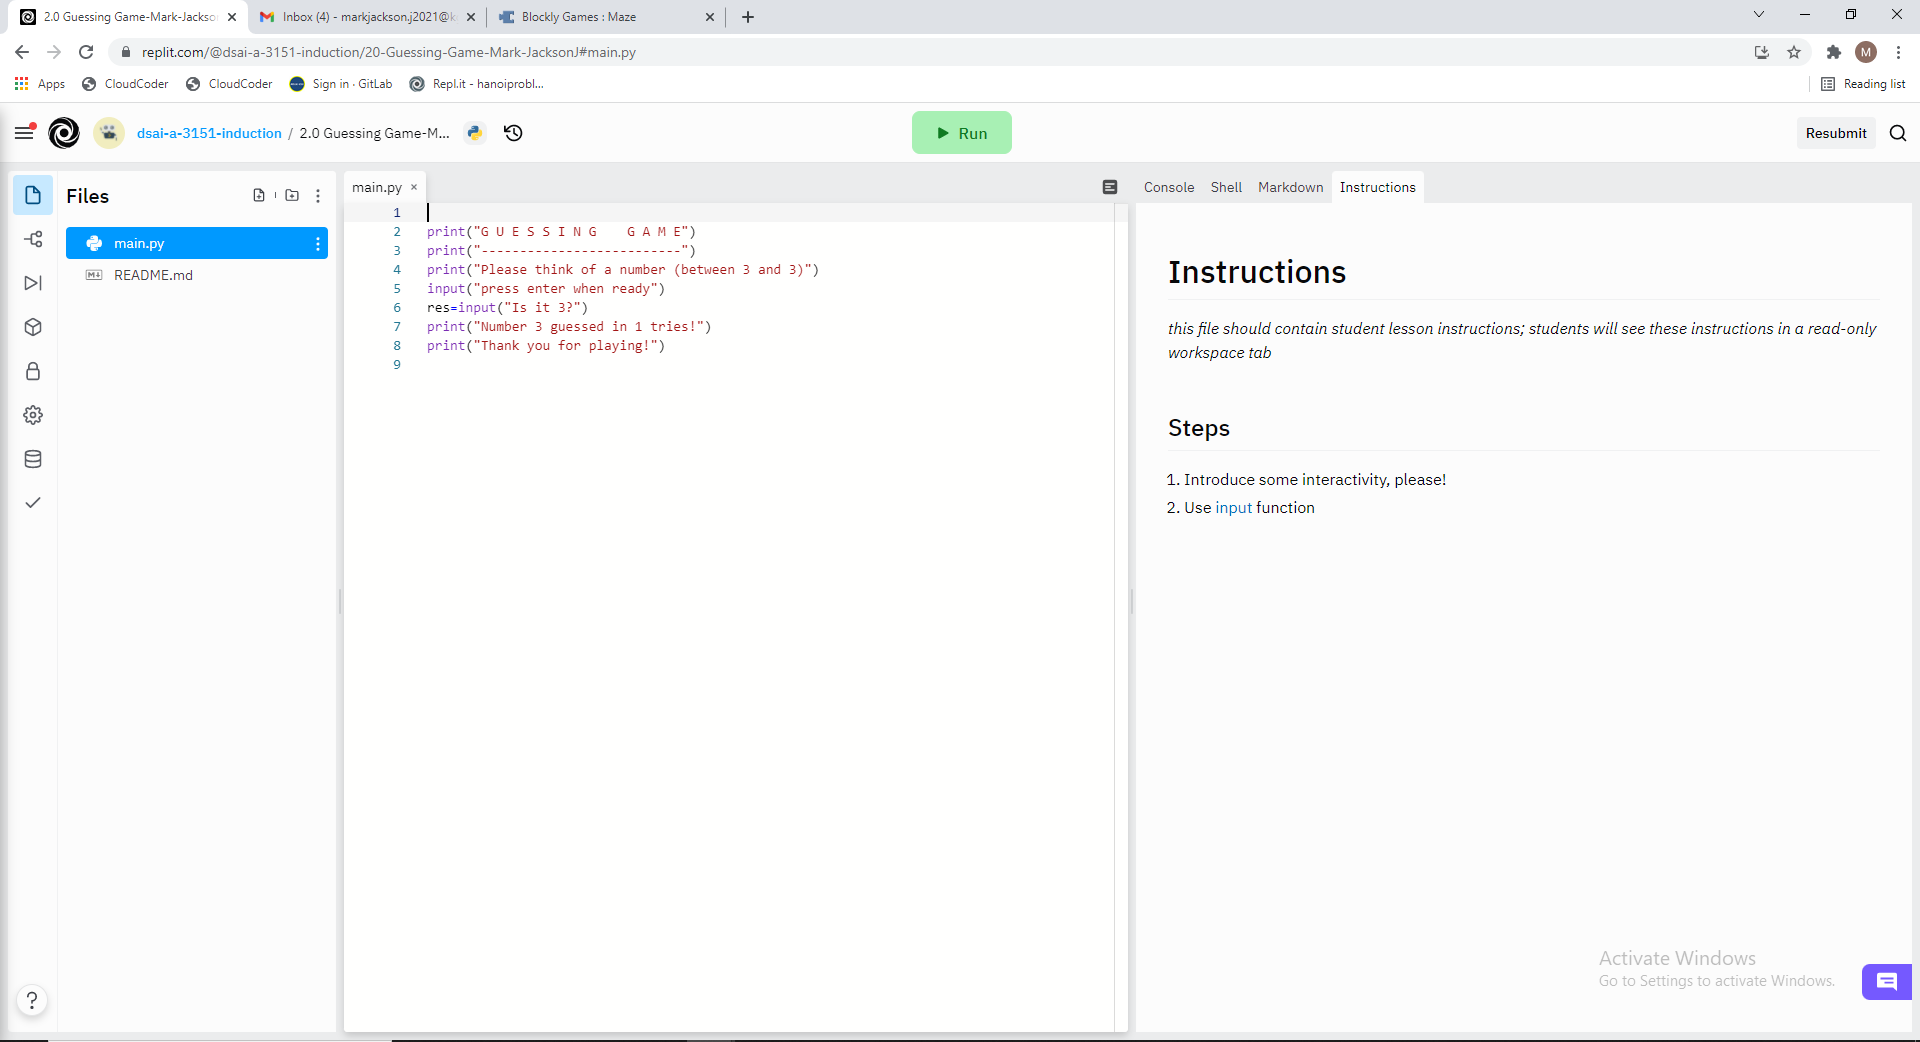 2.0 Guessing Game-Mark-Jackso
Inbox (4) - markjackson.j2021@k
Blockly Games : Maze
replit.com/@dsai-a-3151-induction/20-Guessing-Game-Mark-JacksonJ#main.py
M
Apps
CloudCoder
CloudCoder
Sign in · GitLab
Repl.it - hanoiprobl...
Reading list
dsai-a-3151-induction / 2.0 Guessing Game-M...
Run
Resubmit
Files
main.py
README.md
main.py
1
2 print("G U E S S I N G    G A M E")
3 print("--------------------------")
4 print("Please think of a number (between 3 and 3)")
5 input("press enter when ready")
6 res=input("Is it 3?")
7 print("Number 3 guessed in 1 tries!")
8 print("Thank you for playing!")
9
Console Shell Markdown Instructions
Instructions
this file should contain student lesson instructions; students will see these instructions in a read-only
workspace tab
Steps
1. Introduce some interactivity, please!
2. Use input function
Activate Windows
Go to Settings to activate Windows.
?